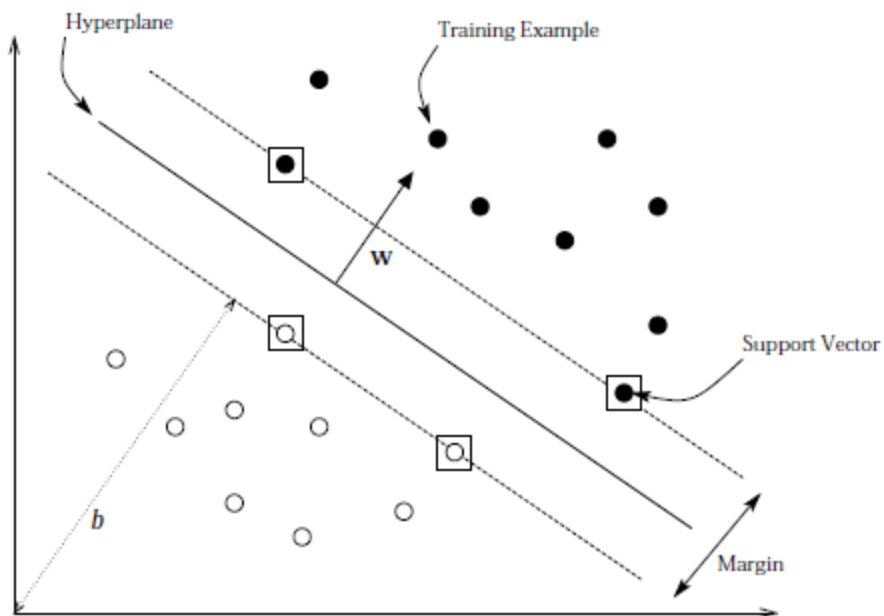 Hyperplane
Training Example
w
Support Vector
b
Margin